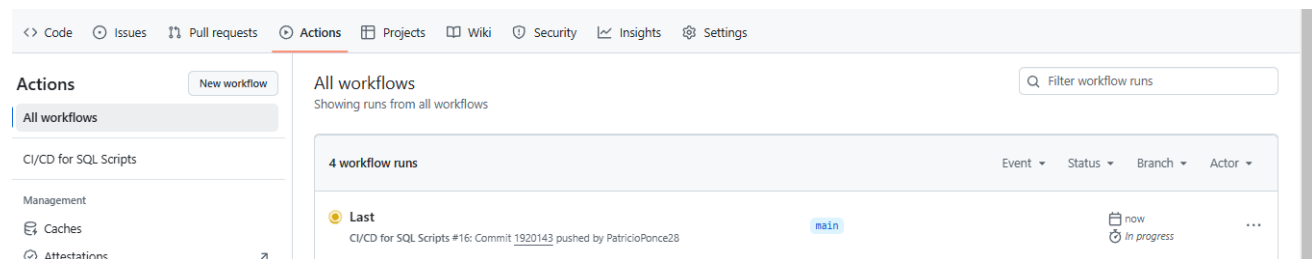 Code Issues Pull requests Actions Projects Wiki Security Insights Settings
Actions New workflow
All workflows
CI/CD for SQL Scripts
Management
Caches
Attestations
All workflows
Showing runs from all workflows
Filter workflow runs
4 workflow runs Event Status Branch Actor
Last main now
CI/CD for SQL Scripts #16: Commit 1920143 pushed by PatricioPonce28 In progress